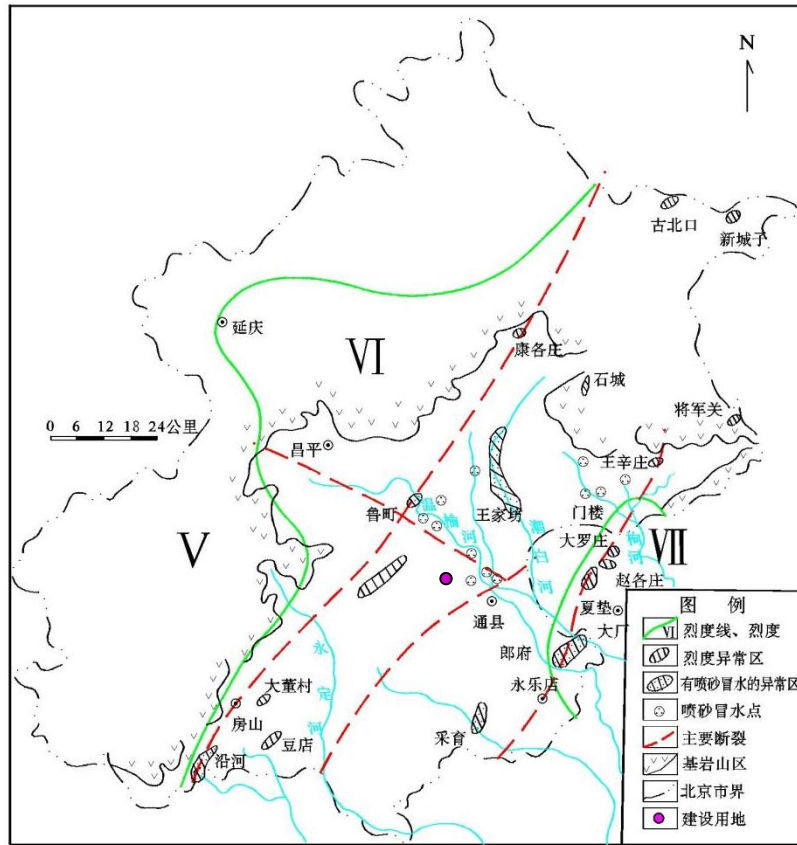 N
古北口
新城子
延庆
VI
康各庄
石城
0 6 12 18 24公里
将军关
昌平
王辛庄
鲁町
温榆河
王家坊
门楼
潮白河
大罗庄
泃河
V
VII
赵各庄
夏垫
通县
大厂
永定河
郎府
大董村
永乐店
房山
采育
豆店
沿河
图 例
VI 烈度线、烈度
烈度异常区
有喷砂冒水的异常区
喷砂冒水点
主要断裂
基岩山区
北京市界
建设用地